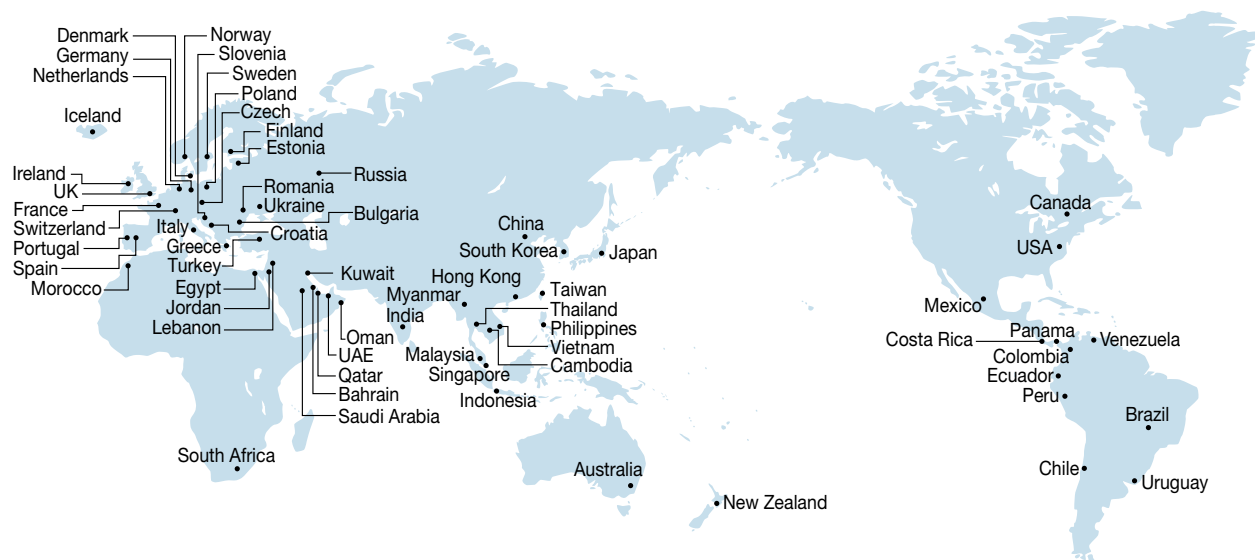 Denmark
Norway
Germany
Slovenia
Netherlands
Sweden
Poland
Czech
Iceland
Finland
Estonia
Ireland
Russia
UK
Romania
France
Ukraine
Bulgaria
Switzerland
Italy
Croatia
Portugal
Greece
Spain
Turkey
Morocco
Egypt
Kuwait
Jordan
Lebanon
Oman
UAE
Qatar
Bahrain
Saudi Arabia
South Africa
China
South Korea
Japan
Hong Kong
Myanmar
Taiwan
India
Thailand
Philippines
Vietnam
Malaysia
Cambodia
Singapore
Indonesia
Australia
New Zealand
Canada
USA
Mexico
Costa Rica
Panama
Venezuela
Colombia
Ecuador
Peru
Brazil
Chile
Uruguay